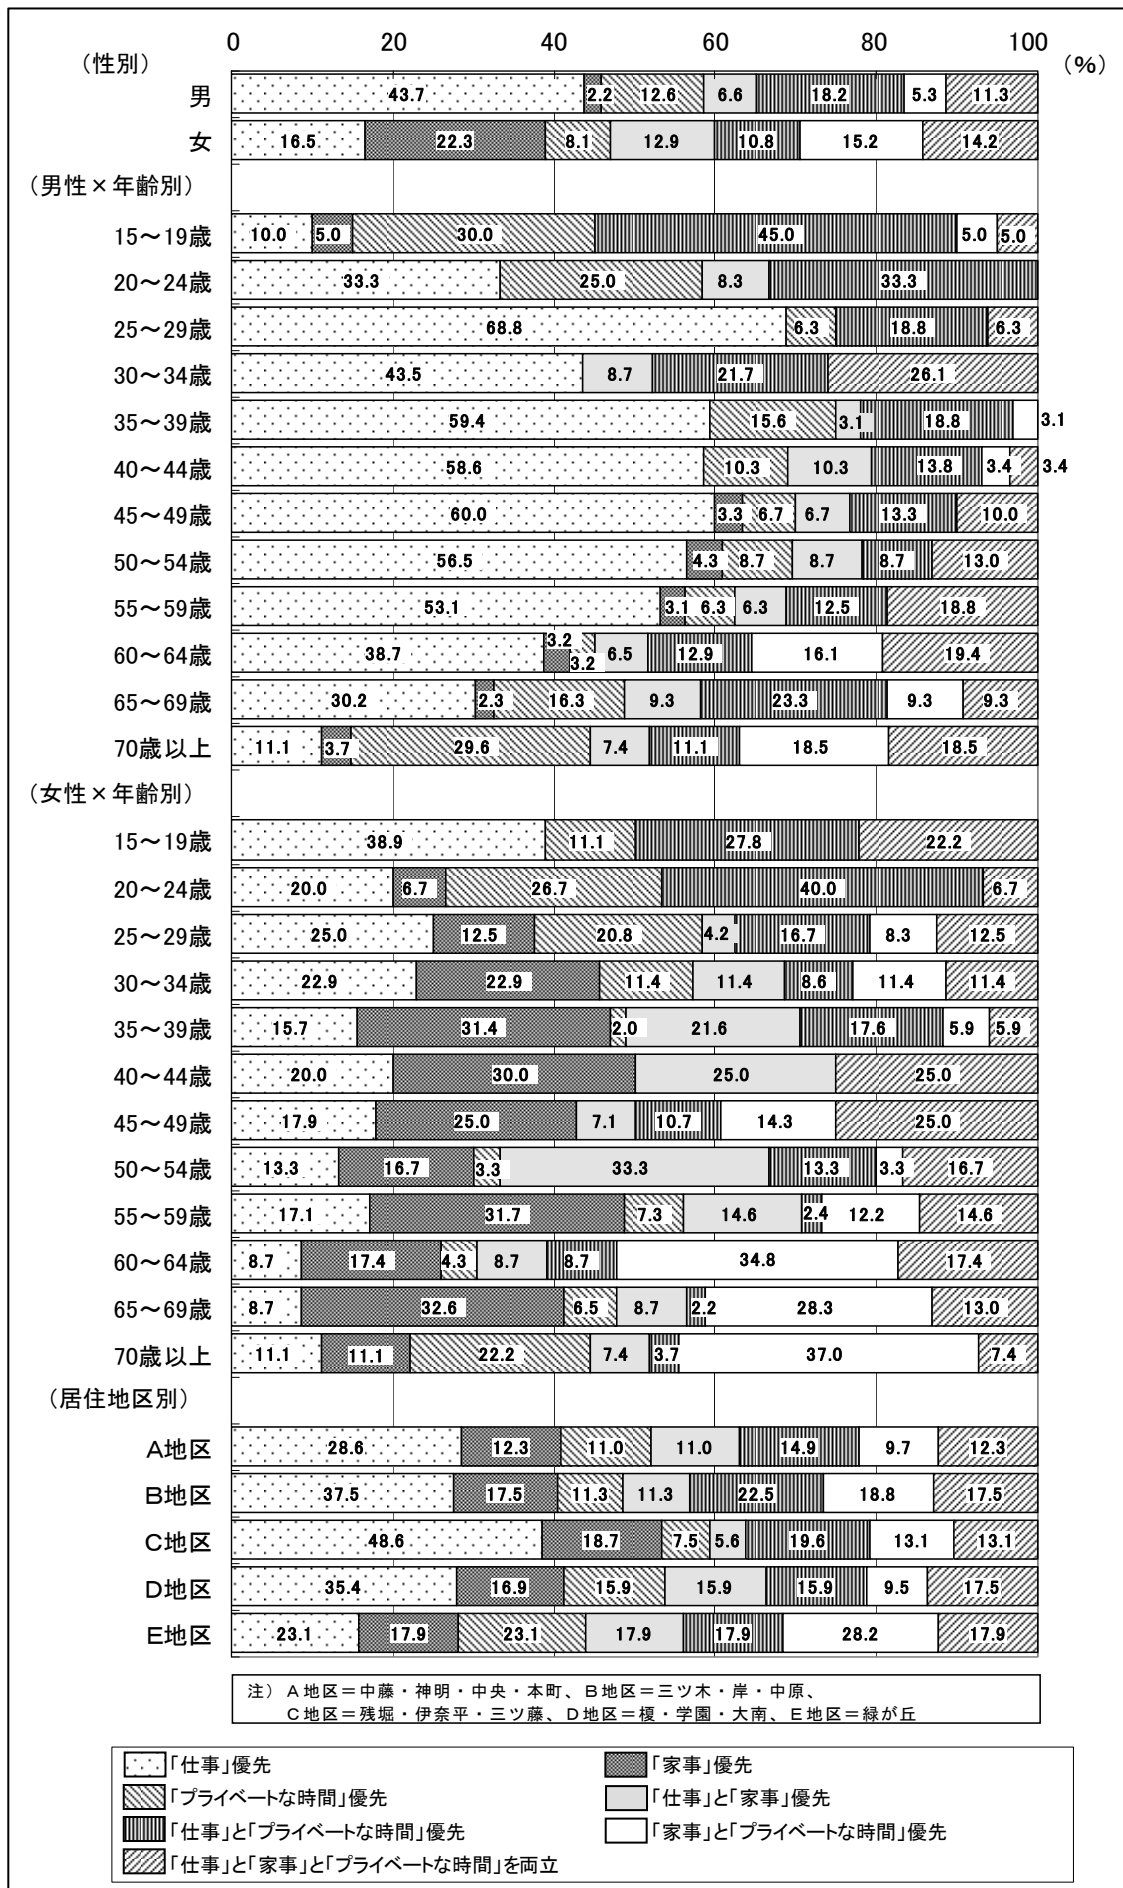 0 20 40 60 80 100
（性別） （%）
男 43.7 2.2 12.6 6.6 18.2 5.3 11.3
女 16.5 22.3 8.1 12.9 10.8 15.2 14.2
（男性×年齢別）
15～19歳 10.0 5.0 30.0 45.0 5.0 5.0
20～24歳 33.3 25.0 8.3 33.3
25～29歳 68.8 6.3 18.8 6.3
30～34歳 43.5 8.7 21.7 26.1
35～39歳 59.4 15.6 3.1 18.8 3.1
40～44歳 58.6 10.3 10.3 13.8 3.4 3.4
45～49歳 60.0 3.3 6.7 6.7 13.3 10.0
50～54歳 56.5 4.3 8.7 8.7 8.7 13.0
55～59歳 53.1 3.1 6.3 6.3 12.5 18.8
60～64歳 38.7 3.2 3.2 6.5 12.9 16.1 19.4
65～69歳 30.2 2.3 16.3 9.3 23.3 9.3 9.3
70歳以上 11.1 3.7 29.6 7.4 11.1 18.5 18.5
（女性×年齢別）
15～19歳 38.9 11.1 27.8 22.2
20～24歳 20.0 6.7 26.7 40.0 6.7
25～29歳 25.0 12.5 20.8 4.2 16.7 8.3 12.5
30～34歳 22.9 22.9 11.4 11.4 8.6 11.4 11.4
35～39歳 15.7 31.4 2.0 21.6 17.6 5.9 5.9
40～44歳 20.0 30.0 25.0 25.0
45～49歳 17.9 25.0 7.1 10.7 14.3 25.0
50～54歳 13.3 16.7 3.3 33.3 13.3 3.3 16.7
55～59歳 17.1 31.7 7.3 14.6 2.4 12.2 14.6
60～64歳 8.7 17.4 4.3 8.7 8.7 34.8 17.4
65～69歳 8.7 32.6 6.5 8.7 2.2 28.3 13.0
70歳以上 11.1 11.1 22.2 7.4 3.7 37.0 7.4
（居住地区別）
A地区 28.6 12.3 11.0 11.0 14.9 9.7 12.3
B地区 37.5 17.5 11.3 11.3 22.5 18.8 17.5
C地区 48.6 18.7 7.5 5.6 19.6 13.1 13.1
D地区 35.4 16.9 15.9 15.9 15.9 9.5 17.5
E地区 23.1 17.9 23.1 17.9 17.9 28.2 17.9
注）A地区＝中藤・神明・中央・本町、B地区＝三ツ木・岸・中原、
C地区＝残堀・伊奈平・三ツ藤、D地区＝榎・学園・大南、E地区＝緑が丘
「仕事」優先 「家事」優先
「プライベートな時間」優先 「仕事」と「家事」優先
「仕事」と「プライベートな時間」優先 「家事」と「プライベートな時間」優先
「仕事」と「家事」と「プライベートな時間」を両立